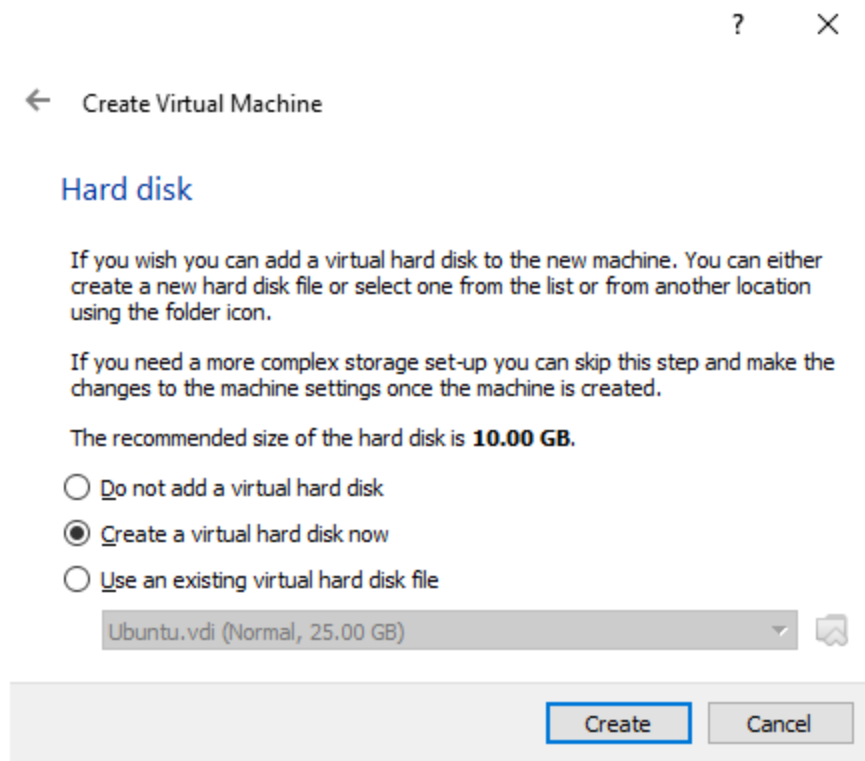 ?
Create Virtual Machine
Hard disk
If you wish you can add a virtual hard disk to the new machine. You can either
create a new hard disk file or select one from the list or from another location
using the folder icon.
If you need a more complex storage set-up you can skip this step and make the
changes to the machine settings once the machine is created.
The recommended size of the hard disk is 10.00 GB.
Do not add a virtual hard disk
Create a virtual hard disk now
Use an existing virtual hard disk file
Ubuntu.vdi (Normal, 25.00 GB)
Create Cancel